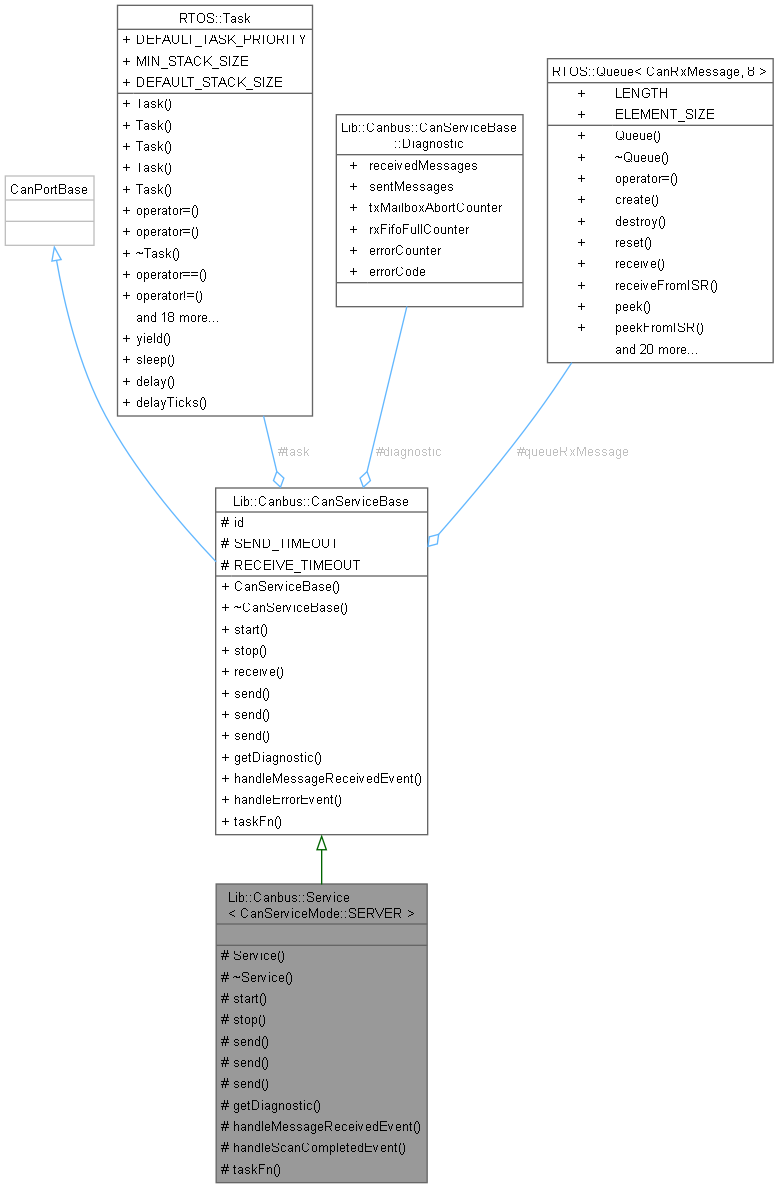 RTOS::Task
+ DEFAULT_TASK_PRIORITY
+ MIN_STACK_SIZE
+ DEFAULT_STACK_SIZE
+ Task()
+ Task()
+ Task()
+ Task()
+ Task()
+ operator=()
+ operator=()
+ ~Task()
+ operator==()
+ operator!=()
and 18 more...
+ yield()
+ sleep()
+ delay()
+ delayTicks()
RTOS::Queue< CanRxMessage, 8 >
+ LENGTH
+ ELEMENT_SIZE
+ Queue()
+ ~Queue()
+ operator=()
+ create()
+ destroy()
+ reset()
+ receive()
+ receiveFromISR()
+ peek()
+ peekFromISR()
and 20 more...
Lib::Canbus::CanServiceBase
::Diagnostic
+ receivedMessages
+ sentMessages
+ txMailboxAbortCounter
+ rxFifoFullCounter
+ errorCounter
+ errorCode
CanPortBase
#task
#diagnostic
#queueRxMessage
Lib::Canbus::CanServiceBase
# id
# SEND_TIMEOUT
# RECEIVE_TIMEOUT
+ CanServiceBase()
+ ~CanServiceBase()
+ start()
+ stop()
+ receive()
+ send()
+ send()
+ send()
+ getDiagnostic()
+ handleMessageReceivedEvent()
+ handleErrorEvent()
+ taskFn()
Lib::Canbus::Service
< CanServiceMode::SERVER >
# Service()
# ~Service()
# start()
# stop()
# send()
# send()
# send()
# getDiagnostic()
# handleMessageReceivedEvent()
# handleScanCompletedEvent()
# taskFn()